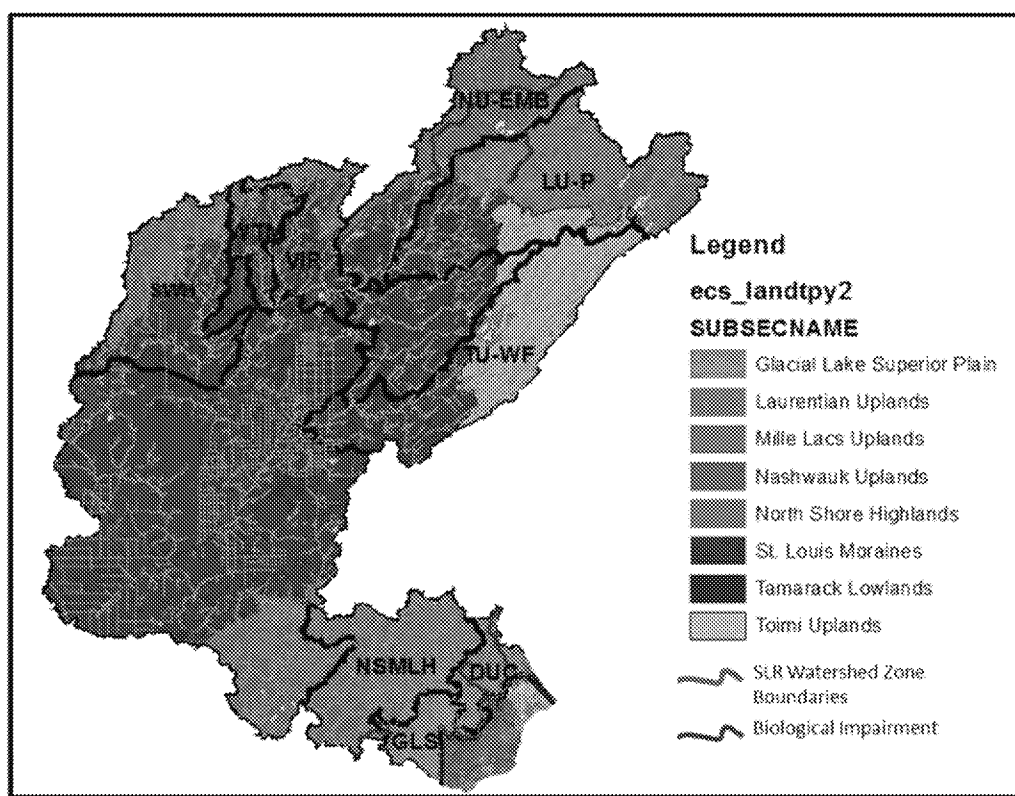 NU-EMB
LU-P
VIR
SWH
TU-WF
NSMLH
DUC
GLS
Legend
ecs_landtpy2
SUBSECNAME
Glacial Lake Superior Plain
Laurentian Uplands
Mille Lacs Uplands
Nashwauk Uplands
North Shore Highlands
St. Louis Moraines
Tamarack Lowlands
Toimi Uplands
SLR Watershed Zone
Boundaries
Biological Impairment